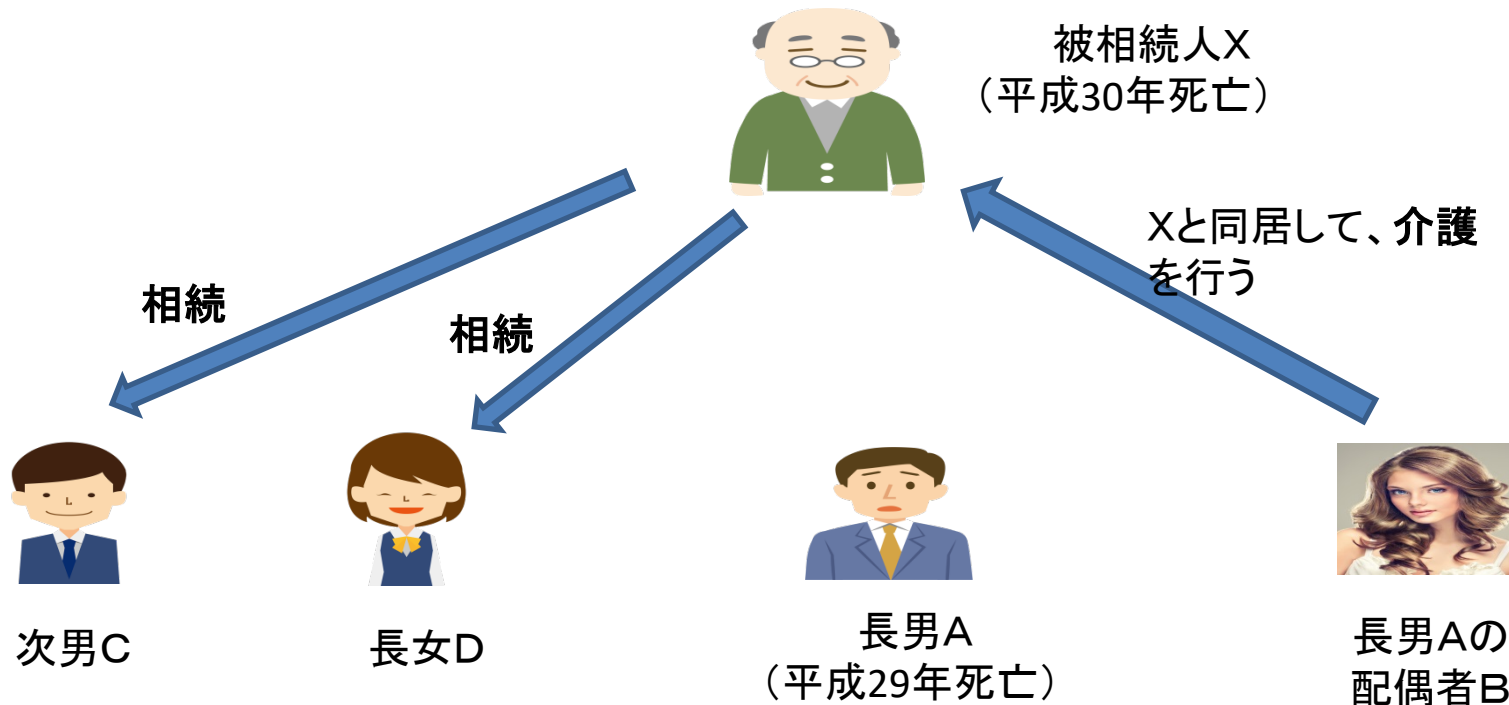 被相続人X
（平成30年死亡）
Xと同居して、介護
を行う
相続
相続
次男C
長女D
長男A
（平成29年死亡）
長男Aの
配偶者B